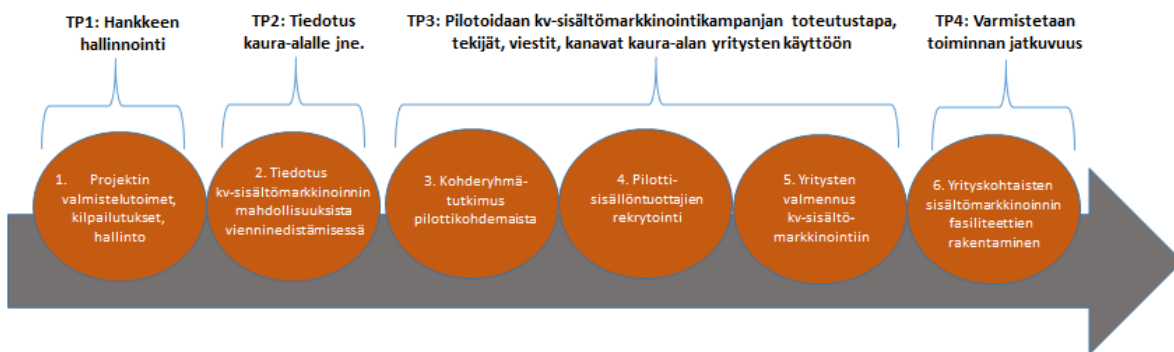 TP1: Hankkeen
hallinnointi
TP2: Tiedotus
kaura-alalle jne.
TP3: Pilotoidaan kv-sisältömarkkinointikampanjan toteutustapa,
tekijät, viestit, kanavat kaura-alan yritysten käyttöön
TP4: Varmistetaan
toiminnan jatkuvuus
1. Projektin
valmistelutoimet,
kilpailutukset,
hallinto
2. Tiedotus
kv-sisältömarkkinoinnin
mahdollisuuksista
vienninedistämisessä
3. Kohderyhmä-
tutkimus
pilottikohdemaista
4. Pilotti-
sisällöntuottajien
rekrytointi
5. Yritysten
valmennus
kv-sisältö-
markkinointiin
6. Yrityskohtaisten
sisältömarkkinoinnin
fasiliteettien
rakentaminen